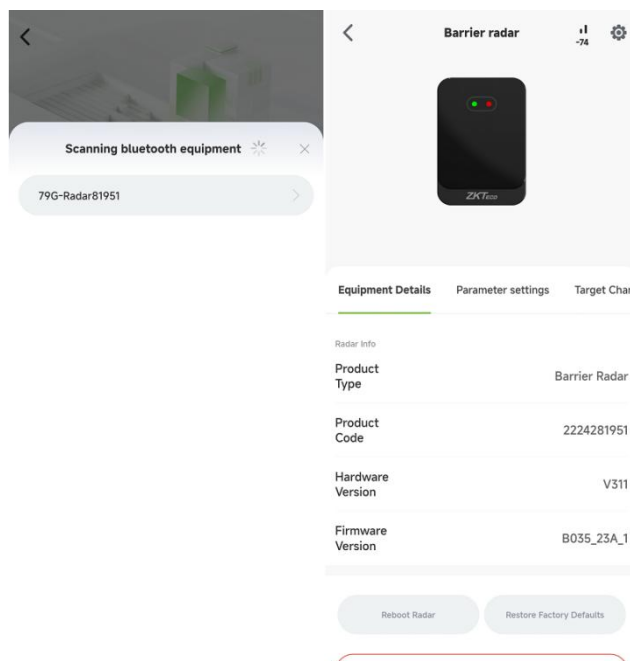 Scanning bluetooth equipment
79G-Radar81951
Barrier radar
-74
ZKTeco
Equipment Details
Parameter settings
Target Char
Radar Info
Product
Type
Barrier Radar
Product
Code
2224281951
Hardware
Version
V311
Firmware
Version
B035_23A_1
Reboot Radar
Restore Factory Defaults